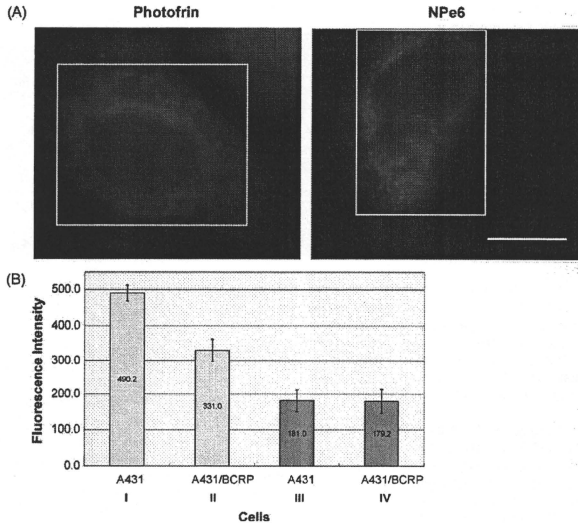 (A)
Photofrin
NPe6
(B)
Fluorescence Intensity
500.0
400.0
300.0
200.0
100.0
0.0
490.2
331.0
181.0
179.2
A431 A431/BCRP A431 A431/BCRP
I II III IV
Cells